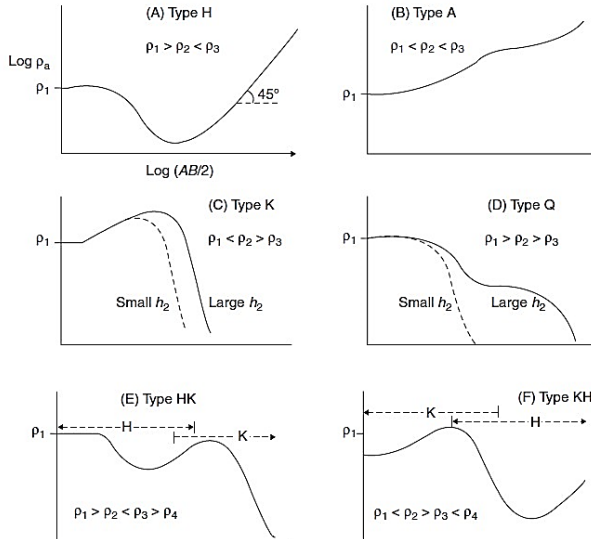 (A) Type H
ρ₁ > ρ₂ < ρ₃
Log ρₐ
ρ₁
45°
Log (AB/2)
(B) Type A
ρ₁ < ρ₂ < ρ₃
ρ₁
(C) Type K
ρ₁ < ρ₂ > ρ₃
ρ₁
Small h₂
Large h₂
(D) Type Q
ρ₁ > ρ₂ > ρ₃
ρ₁
Small h₂
Large h₂
(E) Type HK
H
K
ρ₁
ρ₁ > ρ₂ < ρ₃ > ρ₄
(F) Type KH
K
H
ρ₁
ρ₁ < ρ₂ > ρ₃ < ρ₄